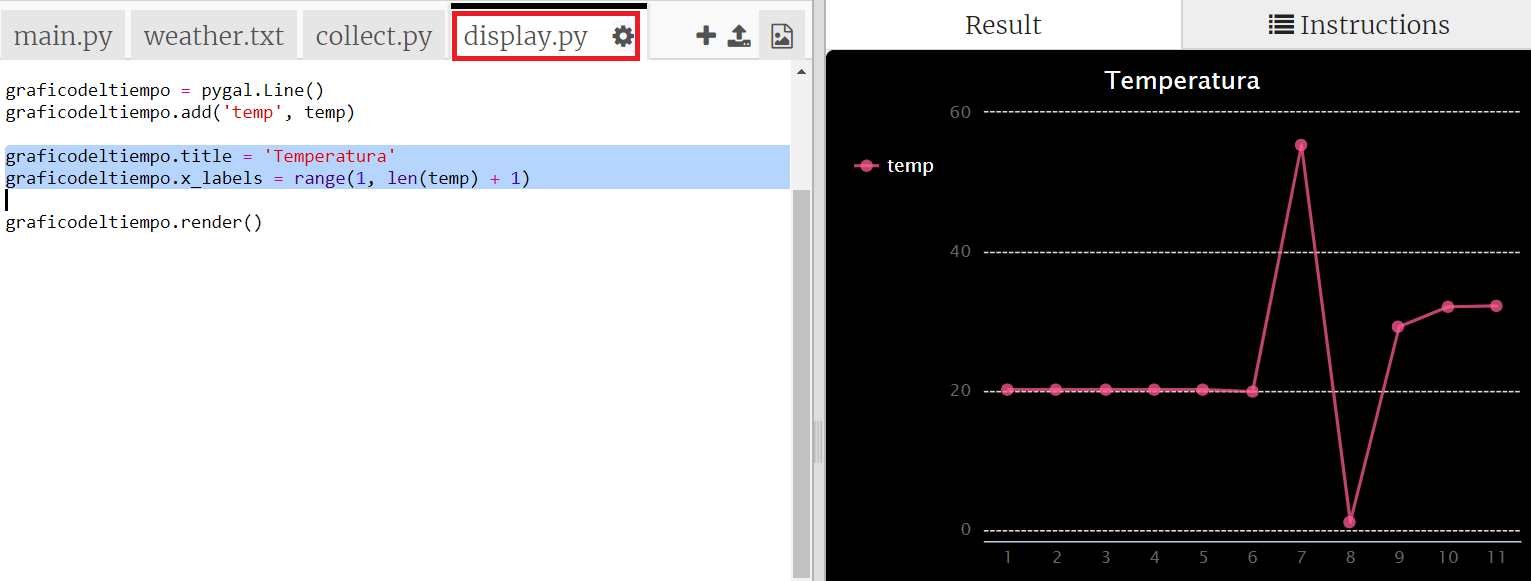 main.py weather.txt collect.py display.py
graficodeltiempo = pygal.Line()
graficodeltiempo.add('temp', temp)
graficodeltiempo.title = 'Temperatura'
graficodeltiempo.x_labels = range(1, len(temp) + 1)
graficodeltiempo.render()
Result Instructions
Temperatura
temp
60
40
20
0
1 2 3 4 5 6 7 8 9 10 11